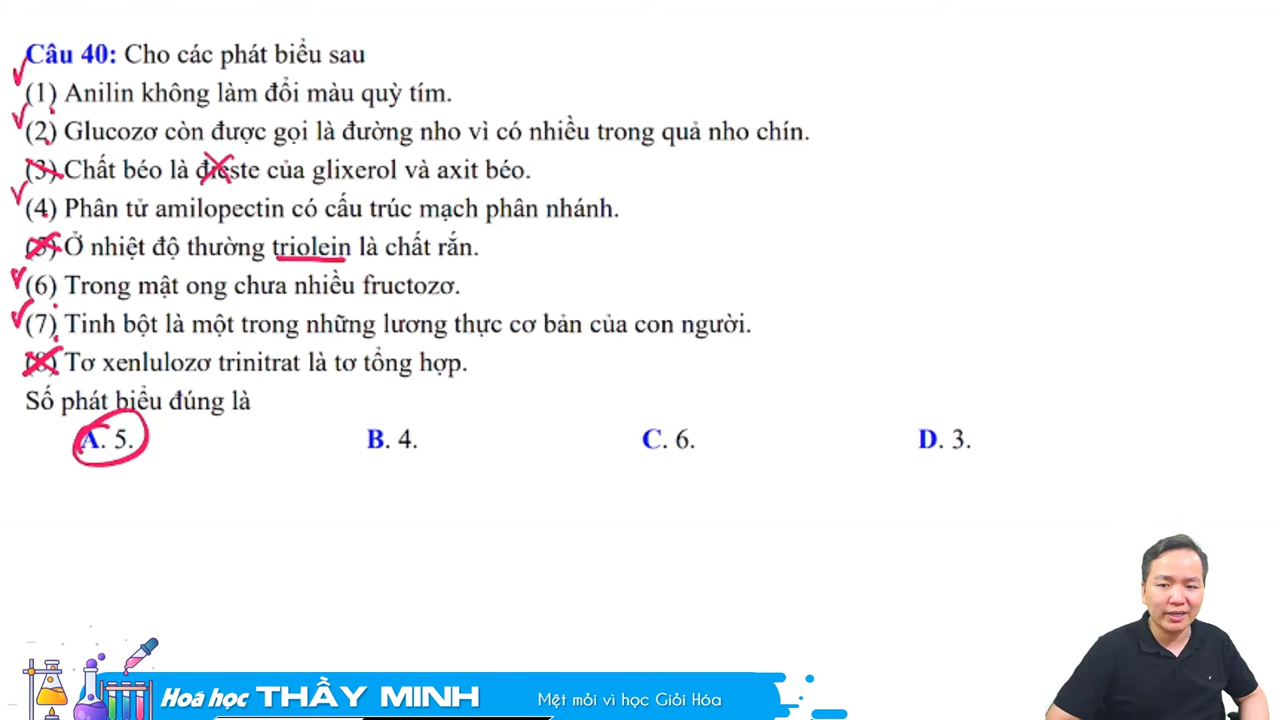 Câu 40: Cho các phát biểu sau
(1) Anilin không làm đổi màu quỳ tím.
(2) Glucozơ còn được gọi là đường nho vì có nhiều trong quả nho chín.
(3) Chất béo là đieste của glixerol và axit béo.
(4) Phân tử amilopectin có cấu trúc mạch phân nhánh.
(5) Ở nhiệt độ thường triolein là chất rắn.
(6) Trong mật ong chưa nhiều fructozơ.
(7) Tinh bột là một trong những lương thực cơ bản của con người.
(8) Tơ xenlulozơ trinitrat là tơ tổng hợp.
Số phát biểu đúng là
A. 5. B. 4. C. 6. D. 3.
Hoá học THẦY MINH Mệt mỏi vì học Giỏi Hóa